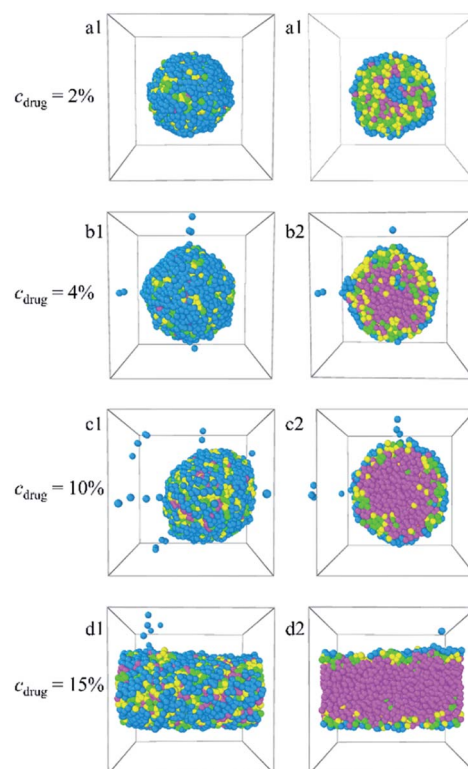 a1 a1
c_drug = 2%
b1 b2
c_drug = 4%
c1 c2
c_drug = 10%
d1 d2
c_drug = 15%